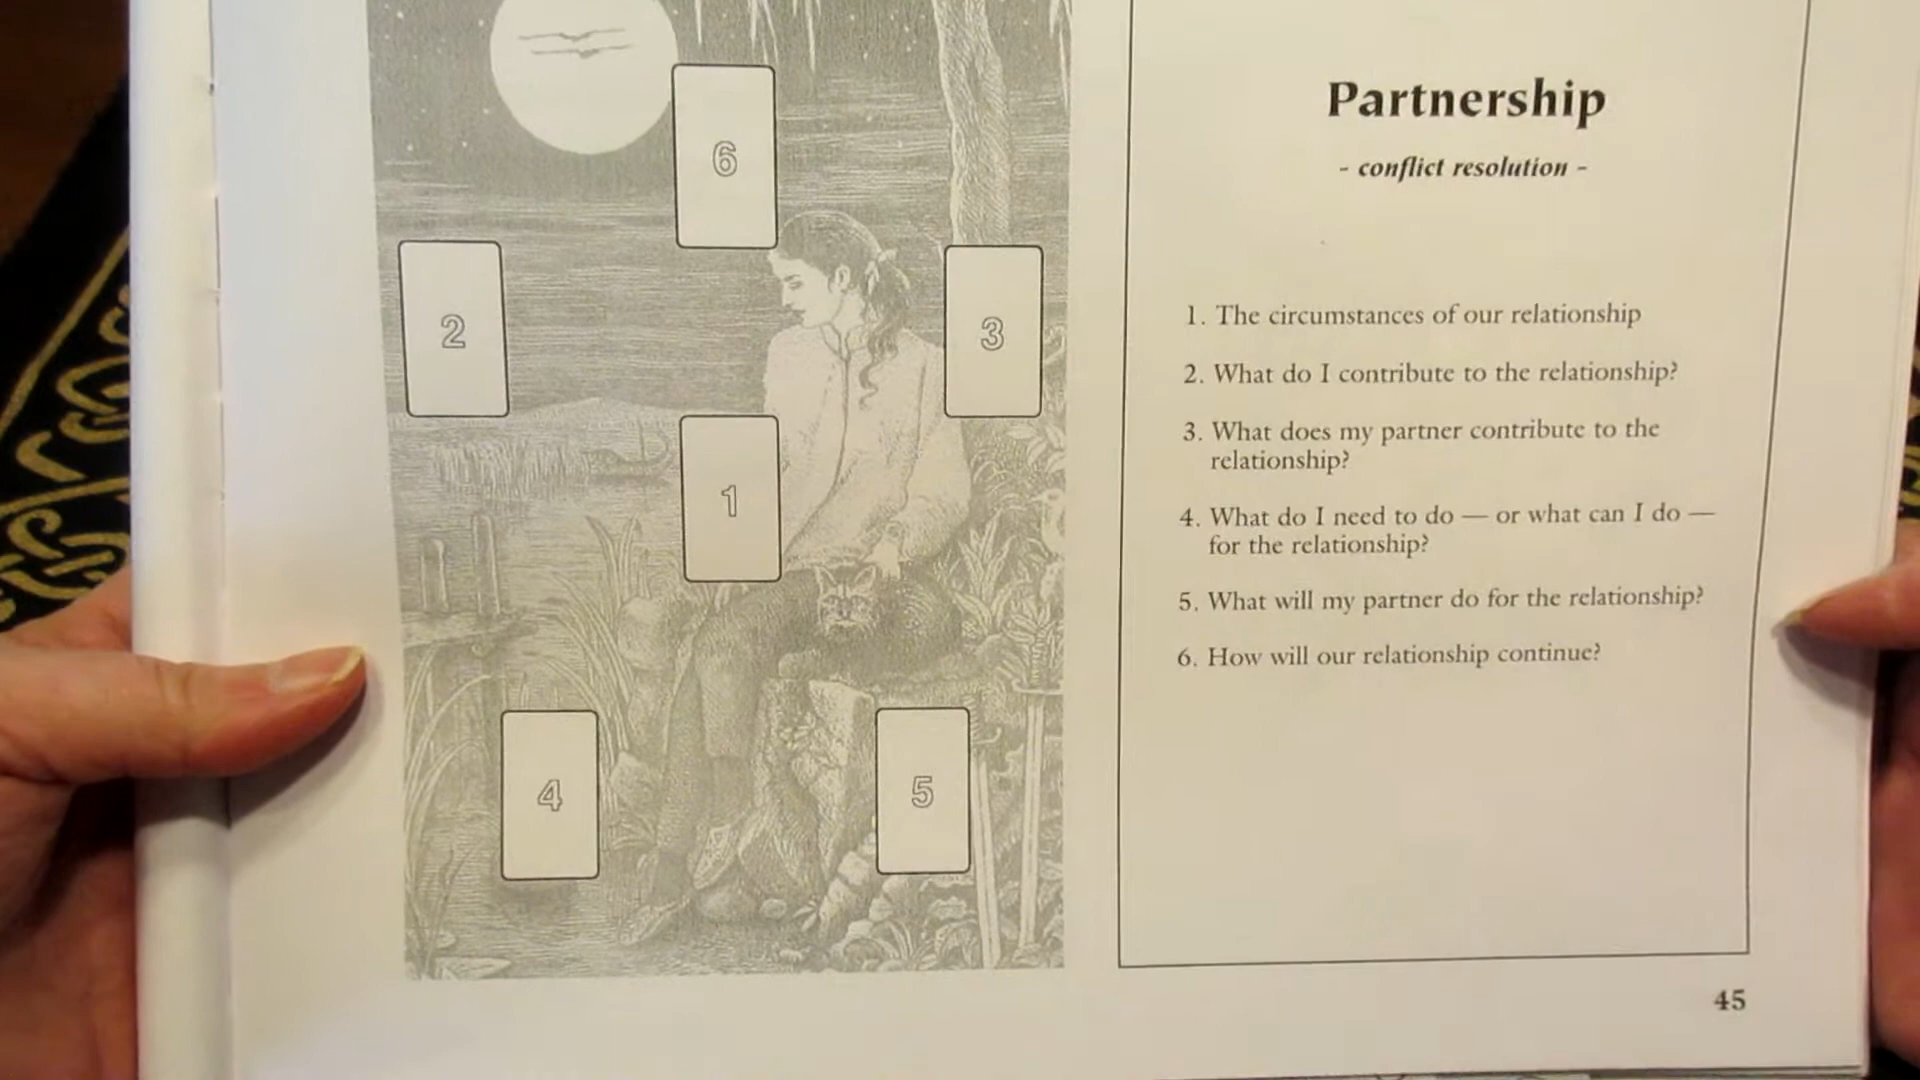 6
2
3
1
4
5
Partnership
- conflict resolution -
1. The circumstances of our relationship
2. What do I contribute to the relationship?
3. What does my partner contribute to the
relationship?
4. What do I need to do — or what can I do —
for the relationship?
5. What will my partner do for the relationship?
6. How will our relationship continue?
45